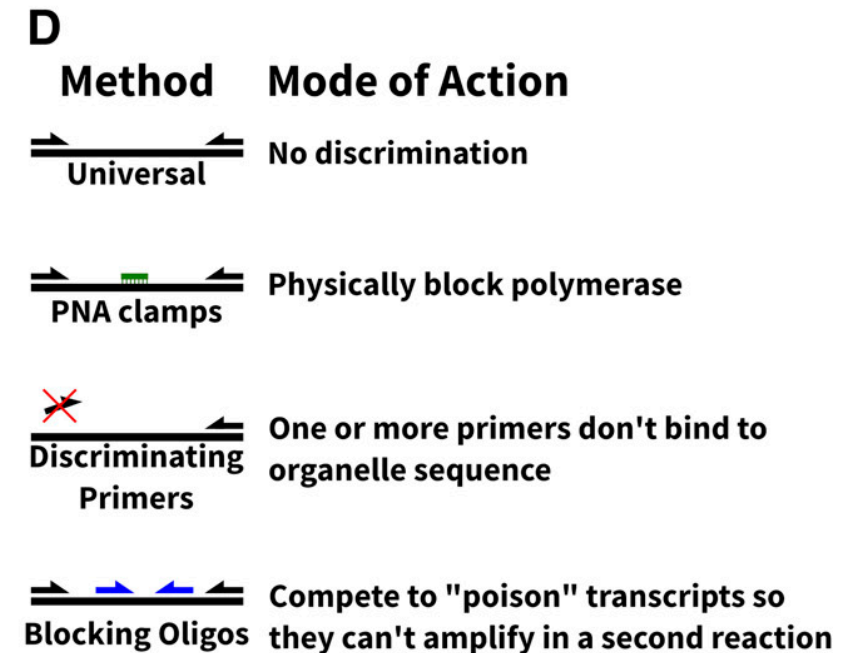 D
Method Mode of Action
Universal
No discrimination
PNA clamps
Physically block polymerase
Discriminating
Primers
One or more primers don't bind to
organelle sequence
Blocking Oligos
Compete to "poison" transcripts so
they can't amplify in a second reaction